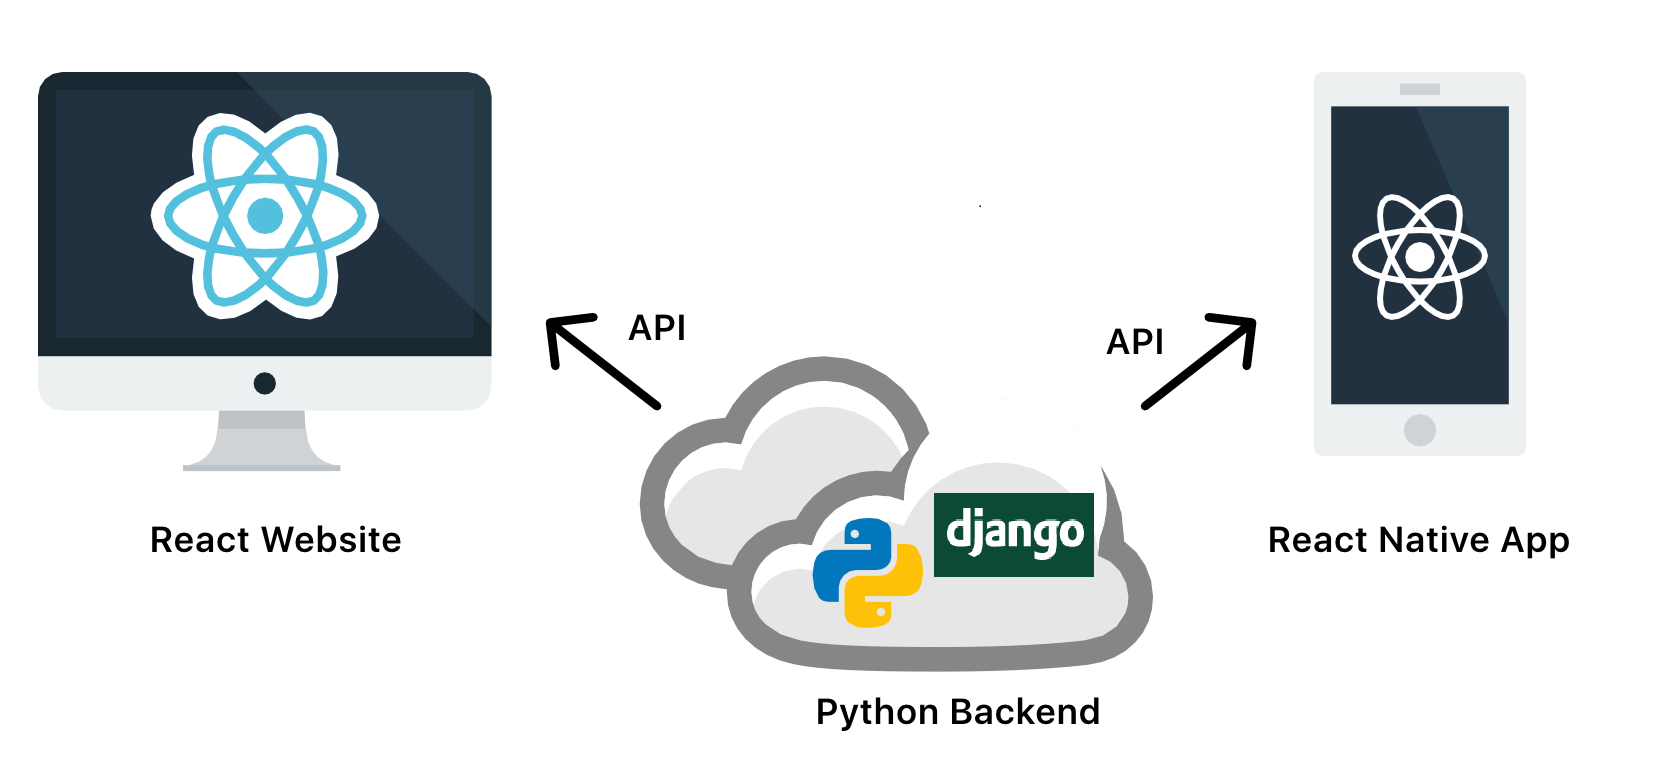 API
API
django
React Website
React Native App
Python Backend